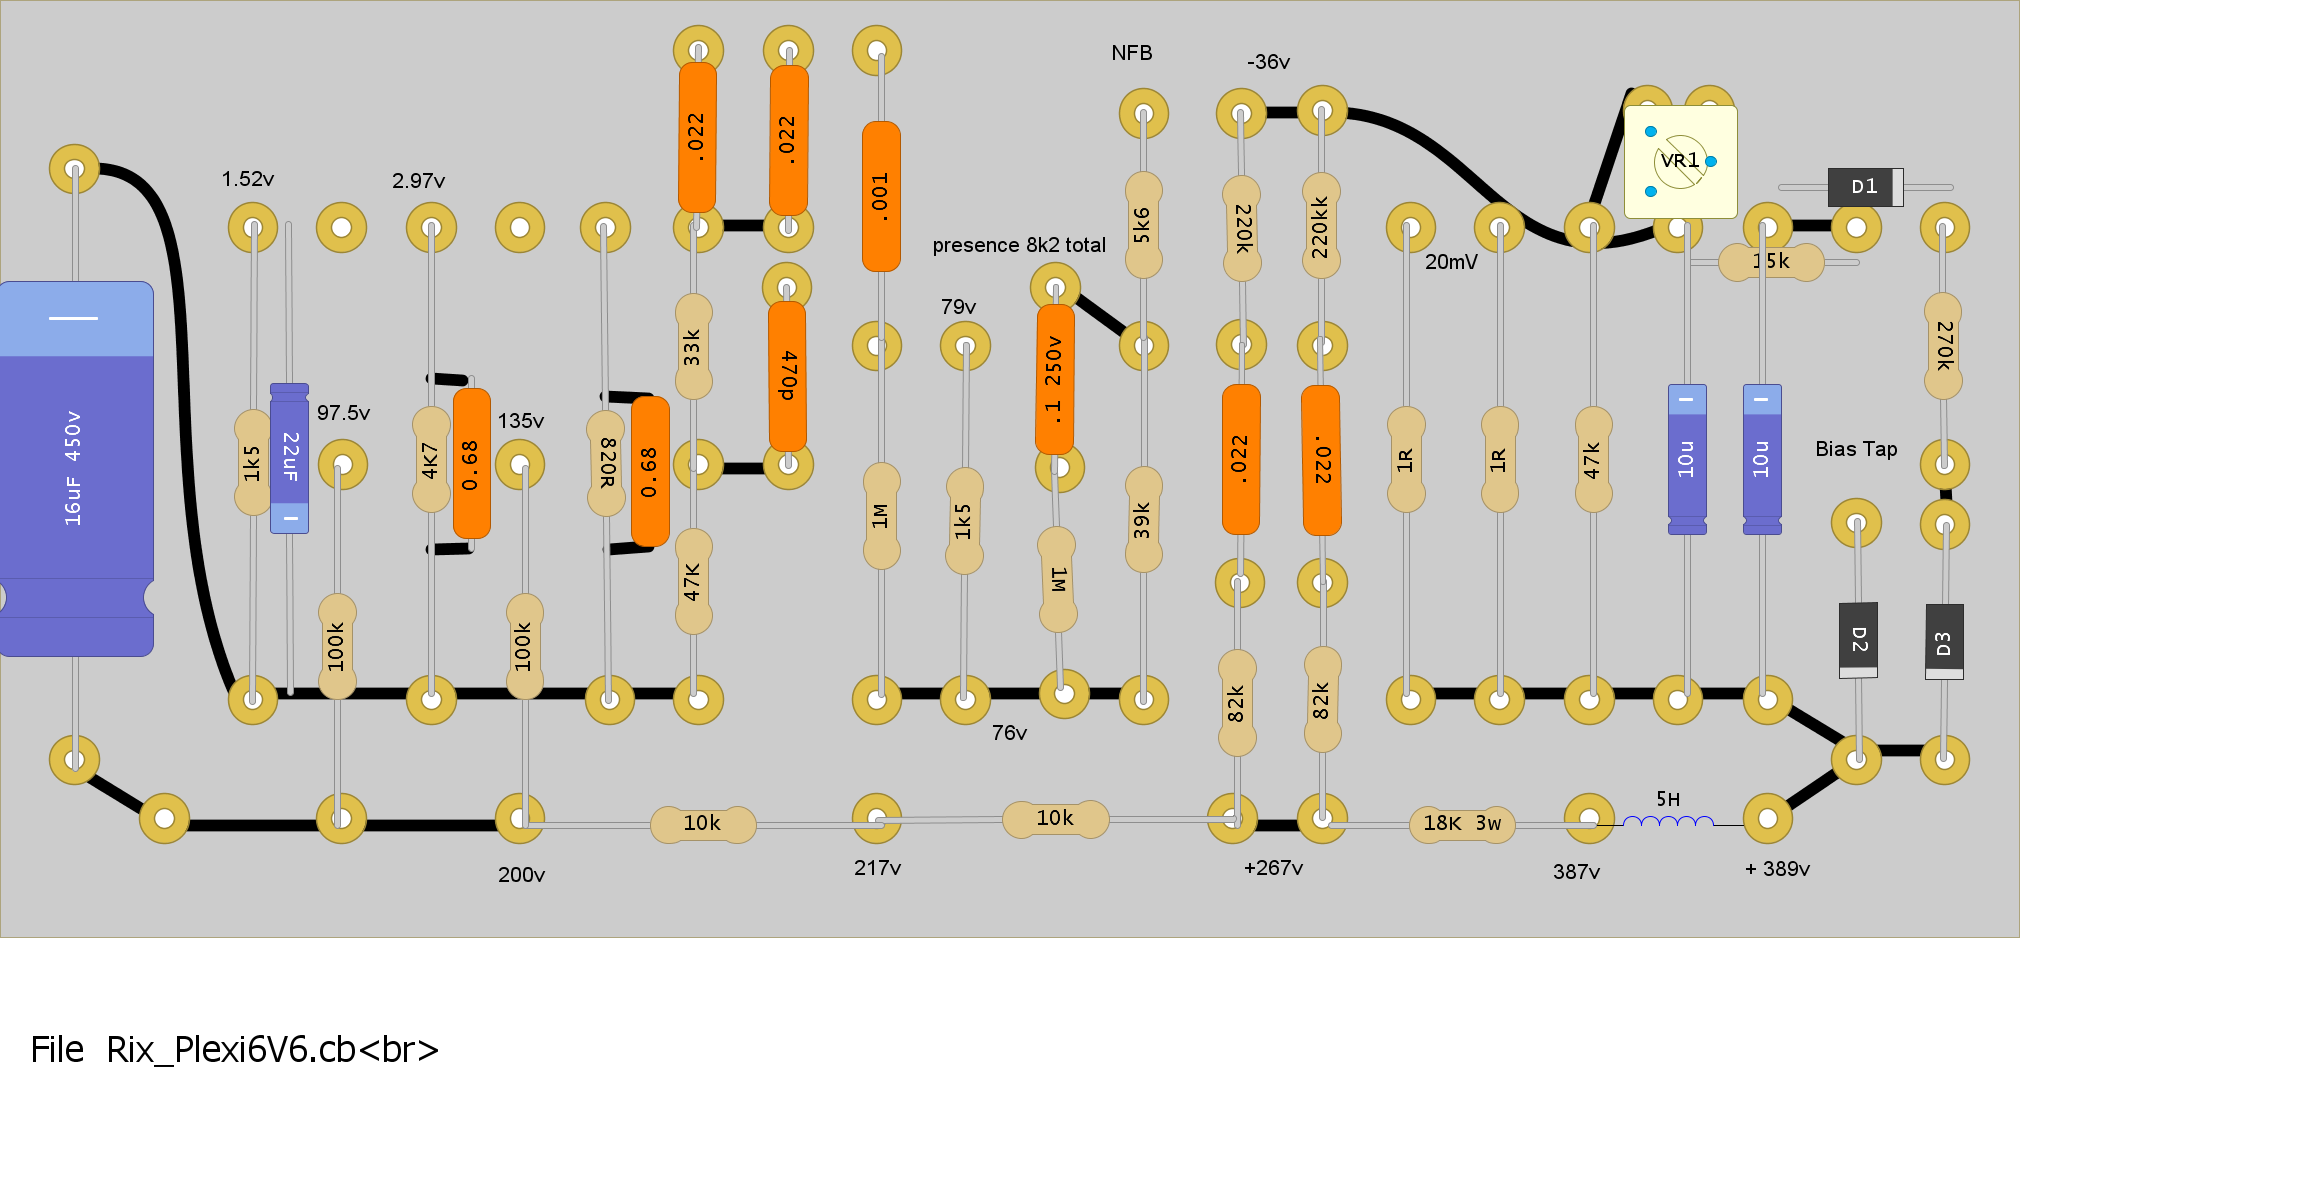 NFB
-36v
.022
.022
VR1
1.52v
2.97v
D1
.001
5k6
220k
220kk
presence 8k2 total
20mV
15k
79v
33k
470p
.1 250v
270k
97.5v
135v
16uF 450v
1k5
22uF
4K7
0.68
820R
0.68
.022
.022
1R
1R
47k
10u
10u
Bias Tap
1M
1k5
39k
47K
1M
100k
100k
D2
D3
82k
82k
76v
5H
10k
10k
18K 3w
200v
217v
+267v
387v
+ 389v
File Rix_Plexi6V6.cb<br>